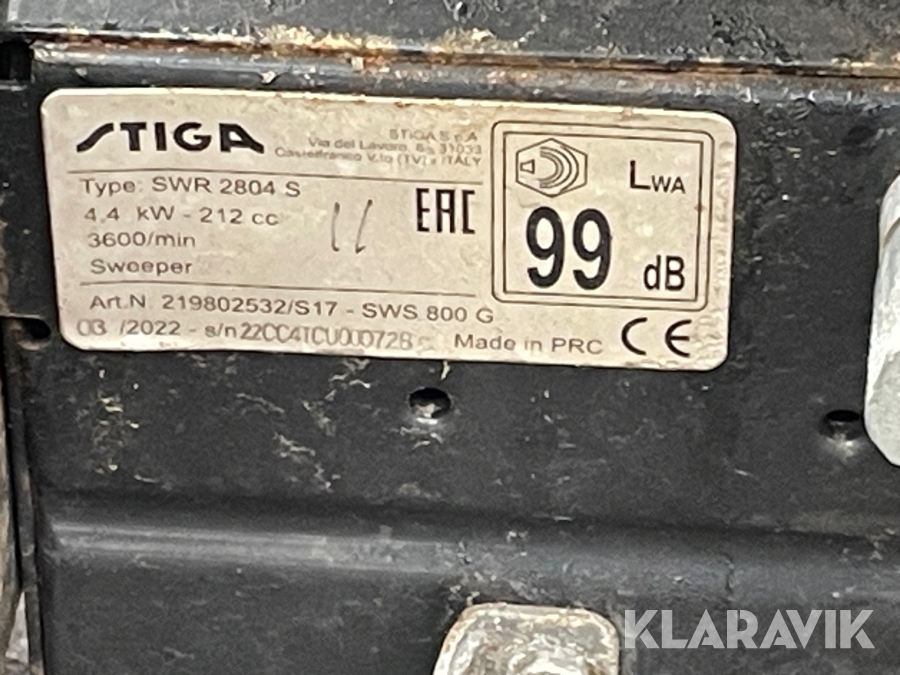 STIGA
STIGA S.p.A
Via del Lavoro, 6 - 31033
Castelfranco V.to (TV) - ITALY
Type: SWR 2804 S
4,4 kW - 212 cc
3600/min
Sweeper
EAC
LWA
99 dB
Art.N. 219802532/S17 - SWS 800 G
03 /2022 - s/n 22CC4TCU000728
Made in PRC CE
KLARAVIK